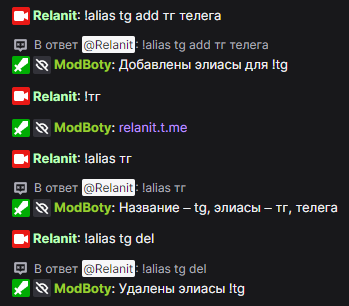 Relanit: !alias tg add тг телега
В ответ @Relanit: !alias tg add тг телега
ModBoty: Добавлены элиасы для !tg
Relanit: !тг
ModBoty: relanit.t.me
Relanit: !alias тг
В ответ @Relanit: !alias тг
ModBoty: Название – tg, элиасы – тг, телега
Relanit: !alias tg del
В ответ @Relanit: !alias tg del
ModBoty: Удалены элиасы !tg